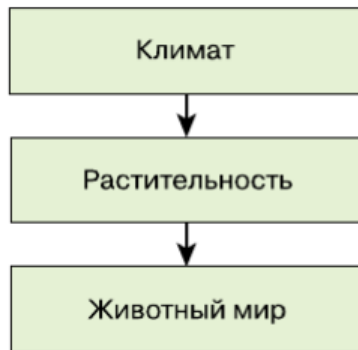 Климат
Растительность
Животный мир